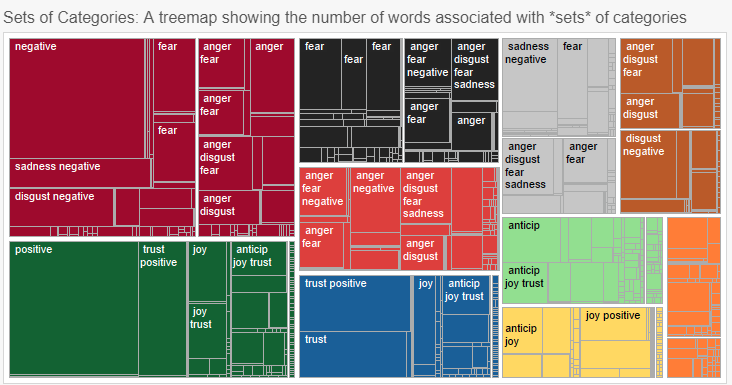 Sets of Categories: A treemap showing the number of words associated with *sets* of categories
negative
fear
fear
sadness negative
disgust negative
anger
fear
anger
anger
fear
anger
disgust
fear
anger
disgust
fear
fear
fear
anger
fear
negative
anger
disgust
fear
sadness
anger
fear
anger
sadness
negative
fear
anger
disgust
fear
sadness
anger
fear
anger
disgust
fear
anger
disgust
disgust
negative
anger
fear
negative
anger
negative
anger
disgust
fear
sadness
anger
fear
anger
disgust
positive
trust
positive
joy
joy
trust
anticip
joy trust
trust positive
trust
joy
anticip
joy trust
anticip
anticip
joy trust
anticip
joy
joy positive